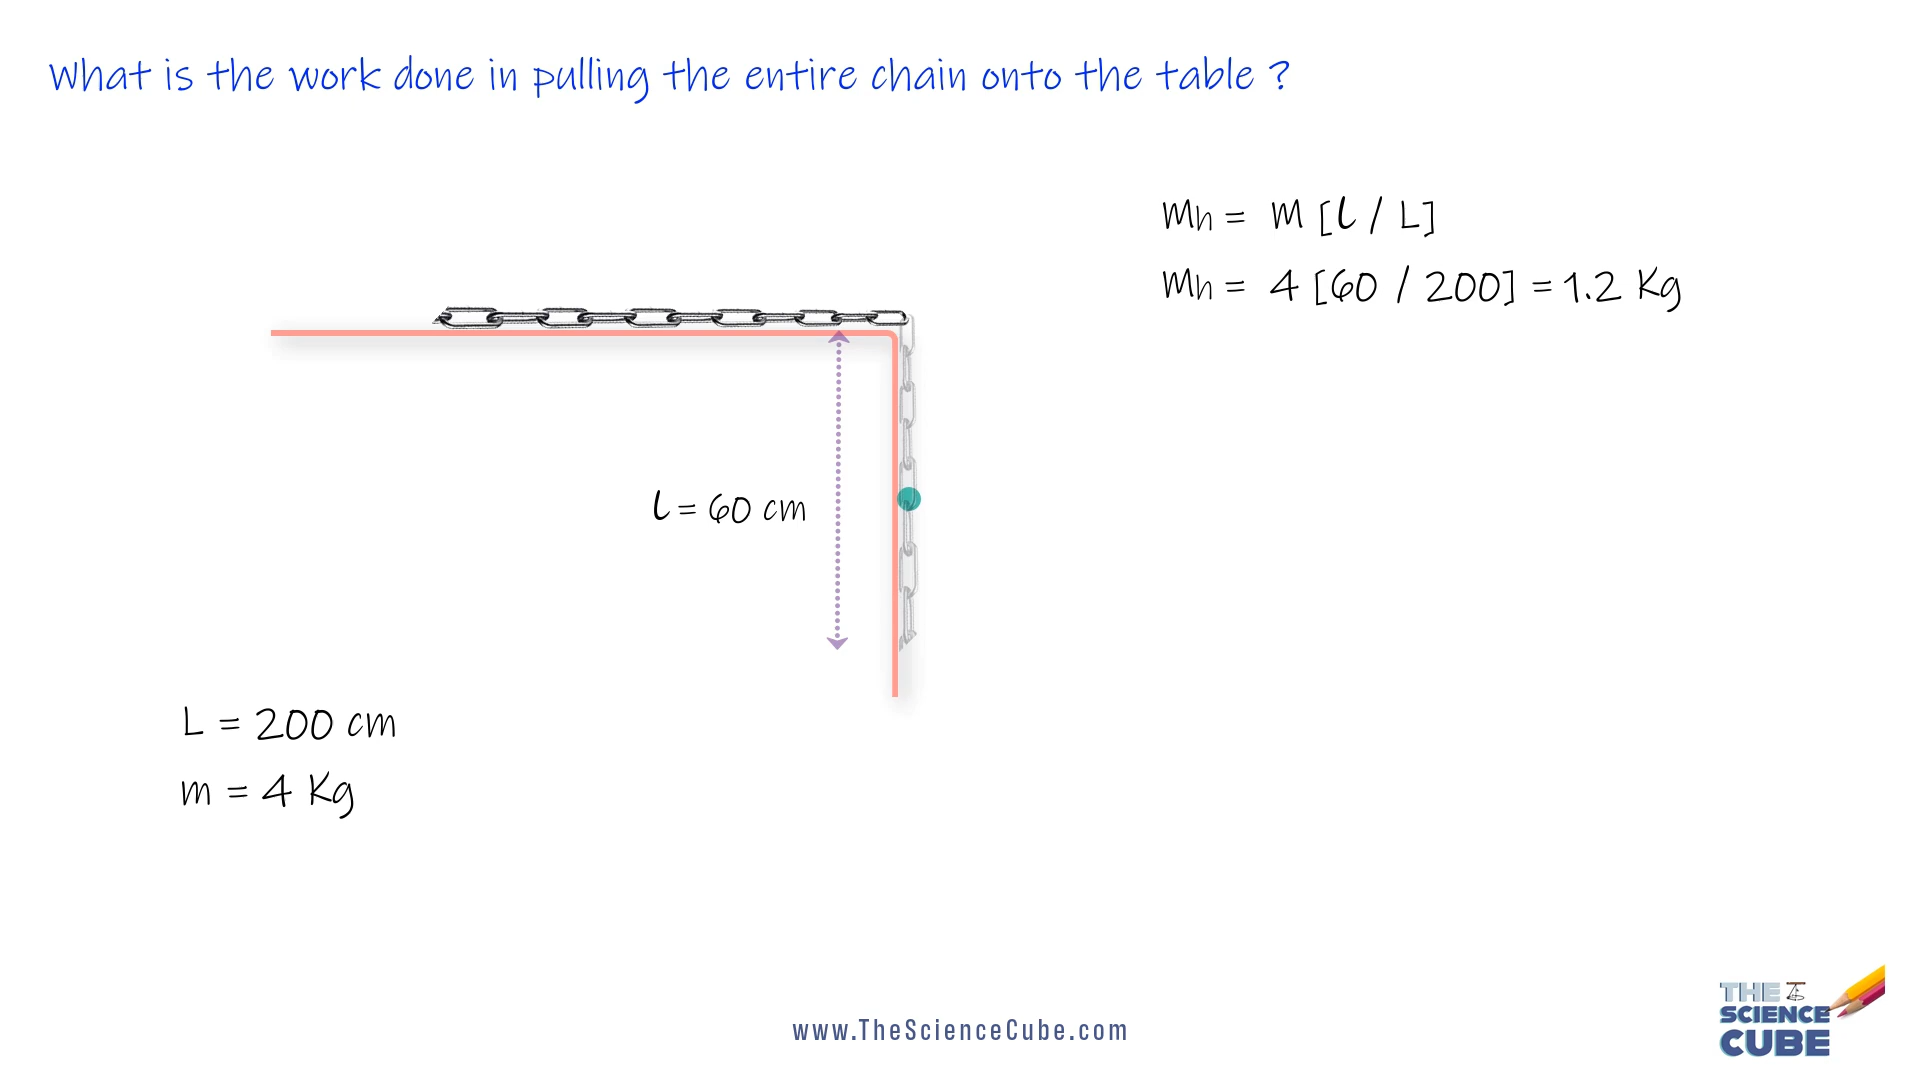 What is the work done in pulling the entire chain onto the table ?
mh = m [l / L]
mh = 4 [60 / 200] = 1.2 Kg
l = 60 cm
L = 200 cm
m = 4 Kg
www.TheScienceCube.com
THE
SCIENCE
CUBE